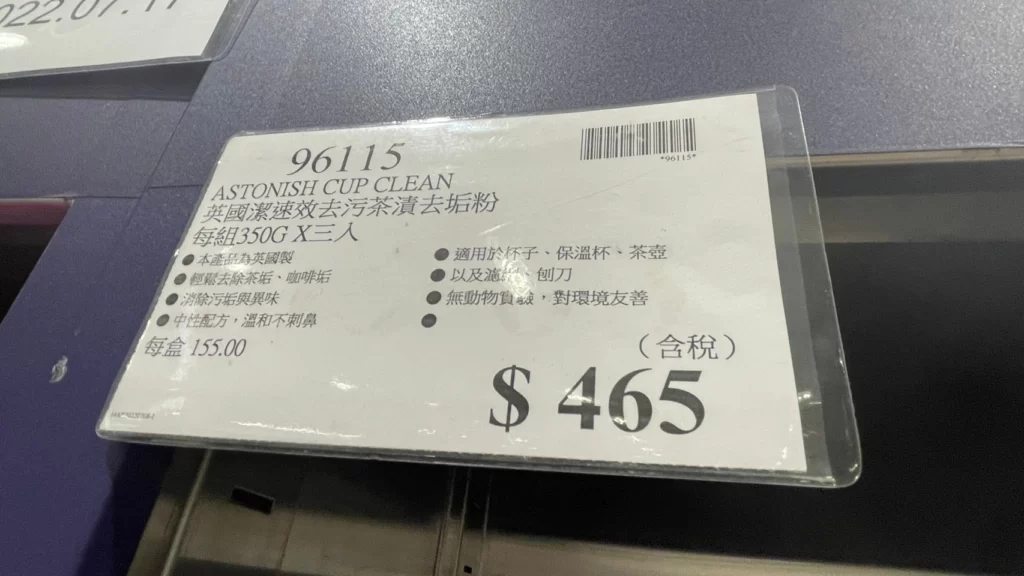 2022.07.1
96115
*96115*
ASTONISH CUP CLEAN
英國潔速效去污茶漬去垢粉
每組350G X三入
●本產品為英國製
●輕鬆去除茶垢、咖啡垢
●消除污垢與異味
●中性配方,溫和不刺鼻
每盒 155.00
●適用於杯子、保溫杯、茶壺
●以及濾 刨刀
●無動物實驗,對環境友善
●
(含稅)
$ 465